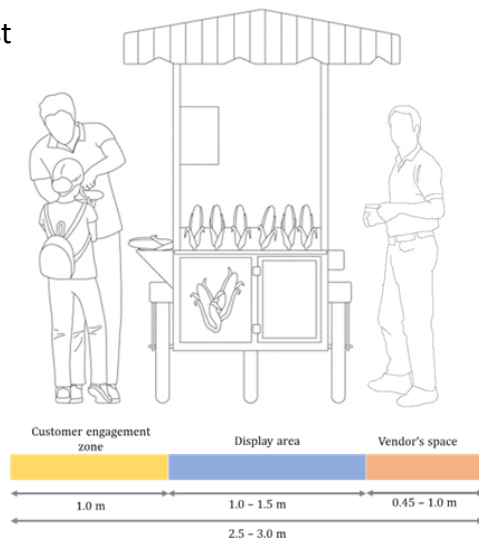 st
Customer engagement
zone
Display area
Vendor's space
1.0 m
1.0 – 1.5 m
0.45 – 1.0 m
2.5 – 3.0 m